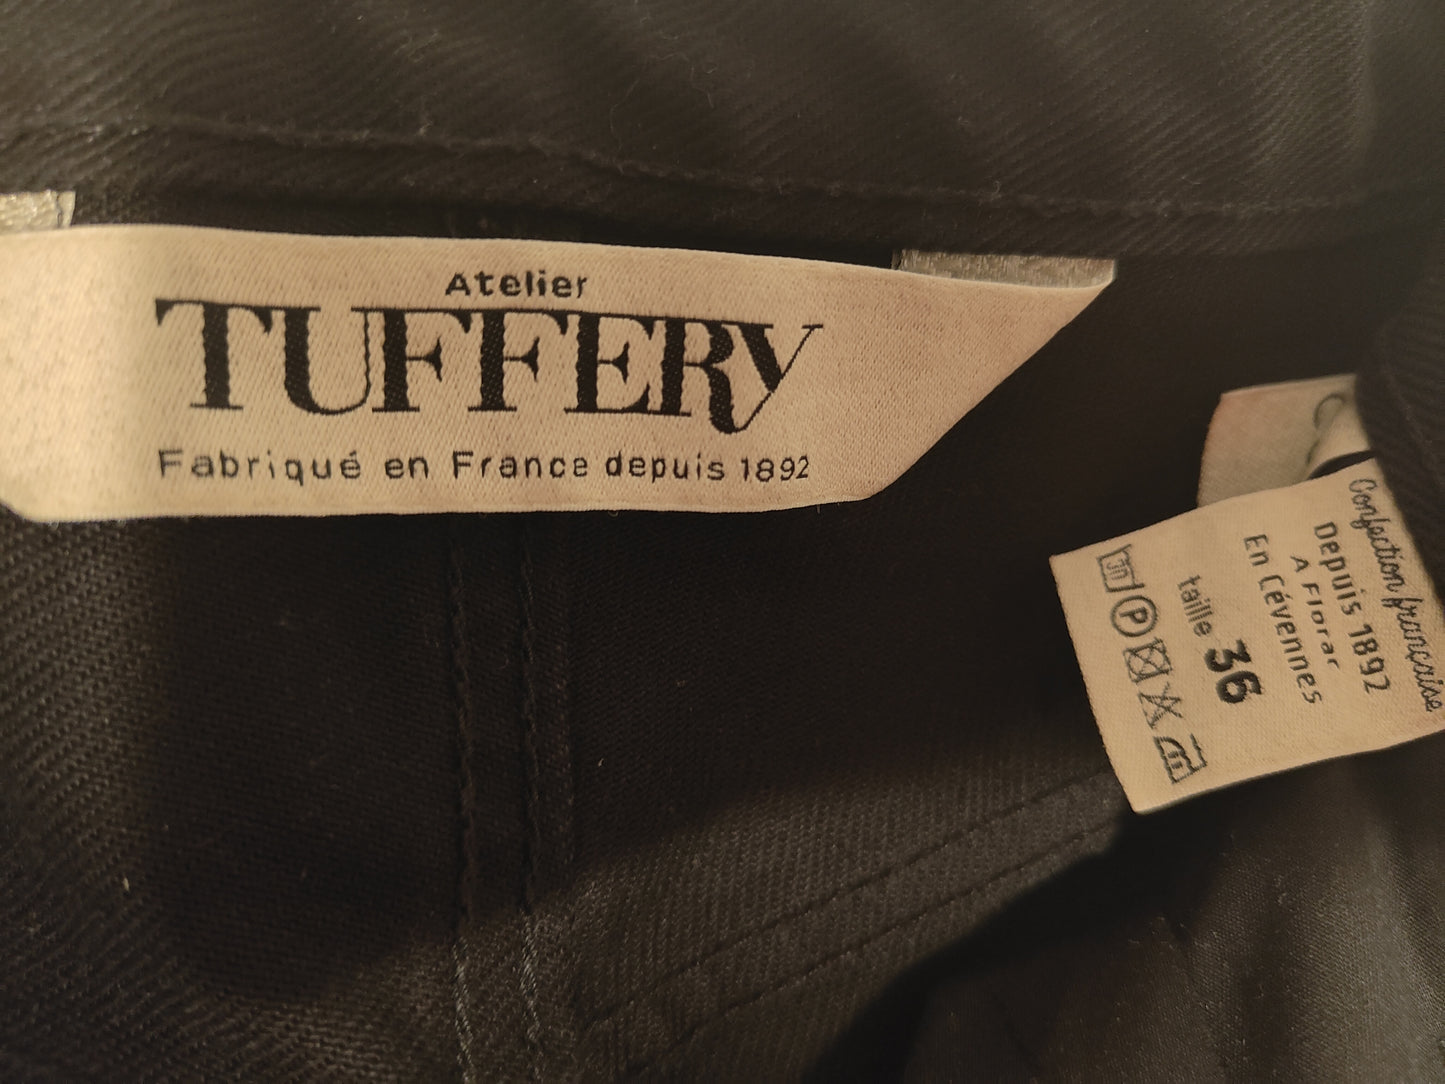 Atelier
TUFFERY
Fabriqué en France depuis 1892
Confection française
Depuis 1892
A Florac
En Cévennes
taille 36
P